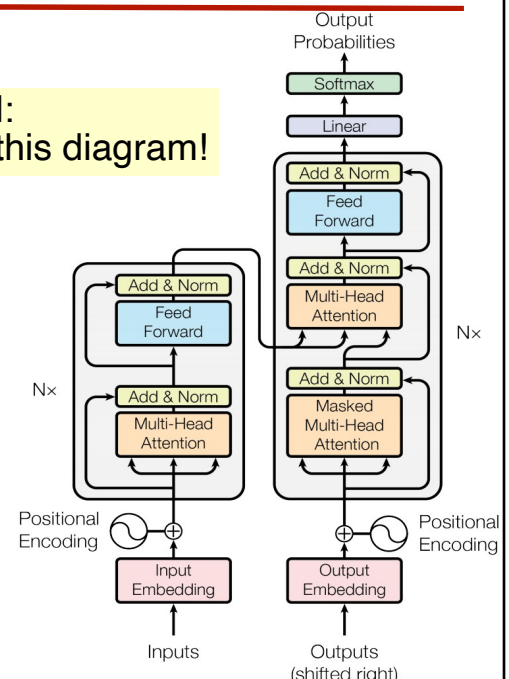 Output
Probabilities
Softmax
Linear
Add & Norm
Feed
Forward
Add & Norm
Multi-Head
Attention
Nx
Add & Norm
Masked
Multi-Head
Attention
Positional
Encoding
Output
Embedding
Outputs
(shifted right)
:
this diagram!
Add & Norm
Feed
Forward
Nx
Add & Norm
Multi-Head
Attention
Positional
Encoding
Input
Embedding
Inputs